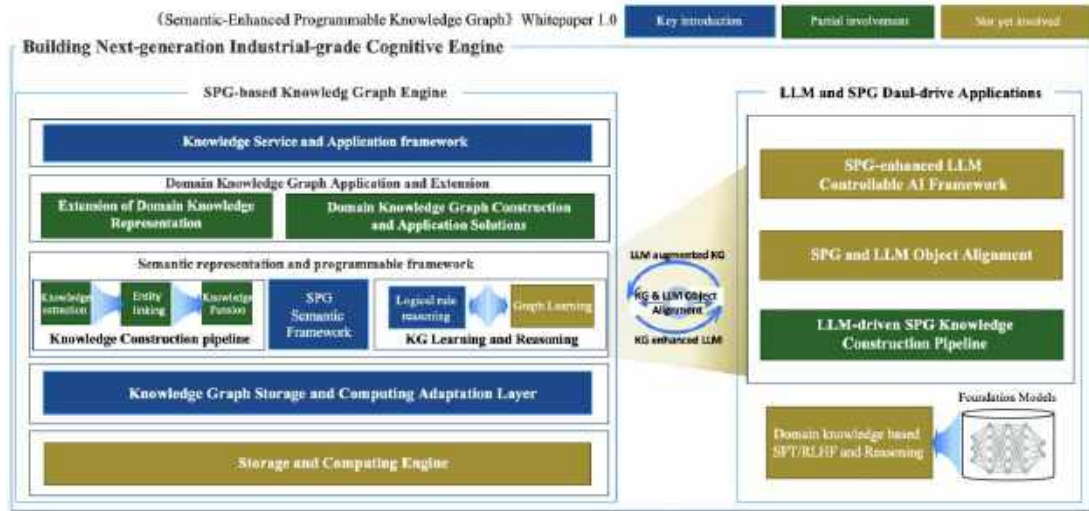 《Semantic-Enhanced Programmable Knowledge Graph》 Whitepaper 1.0
Key introduction
Partial involvement
Not yet involved
Building Next-generation Industrial-grade Cognitive Engine
SPG-based Knowledg Graph Engine
Knowledge Service and Application framework
Domain Knowledge Graph Application and Extension
Extension of Domain Knowledge
Representation
Domain Knowledge Graph Construction
and Application Solutions
Semantic representation and programmable framework
Knowledge
extraction
Entity
linking
Knowledge
Fusion
Knowledge Construction pipeline
SPG
Semantic
Framework
Logical rule
reasoning
Graph Learning
KG Learning and Reasoning
Knowledge Graph Storage and Computing Adaptation Layer
Storage and Computing Engine
LLM augmented KG
KG & LLM Object
Alignment
KG enhanced LLM
LLM and SPG Daul-drive Applications
SPG-enhanced LLM
Controllable AI Framework
SPG and LLM Object Alignment
LLM-driven SPG Knowledge
Construction Pipeline
Foundation Models
Domain knowledge based
SFT/RLHF and Reasoning